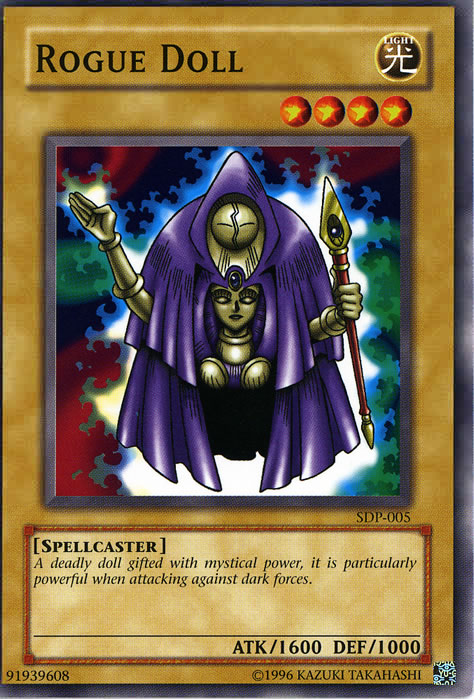 ROGUE DOLL
LIGHT
光
SDP-005
[SPELLCASTER]
A deadly doll gifted with mystical power, it is particularly
powerful when attacking against dark forces.
ATK/1600 DEF/1000
91939608
©1996 KAZUKI TAKAHASHI